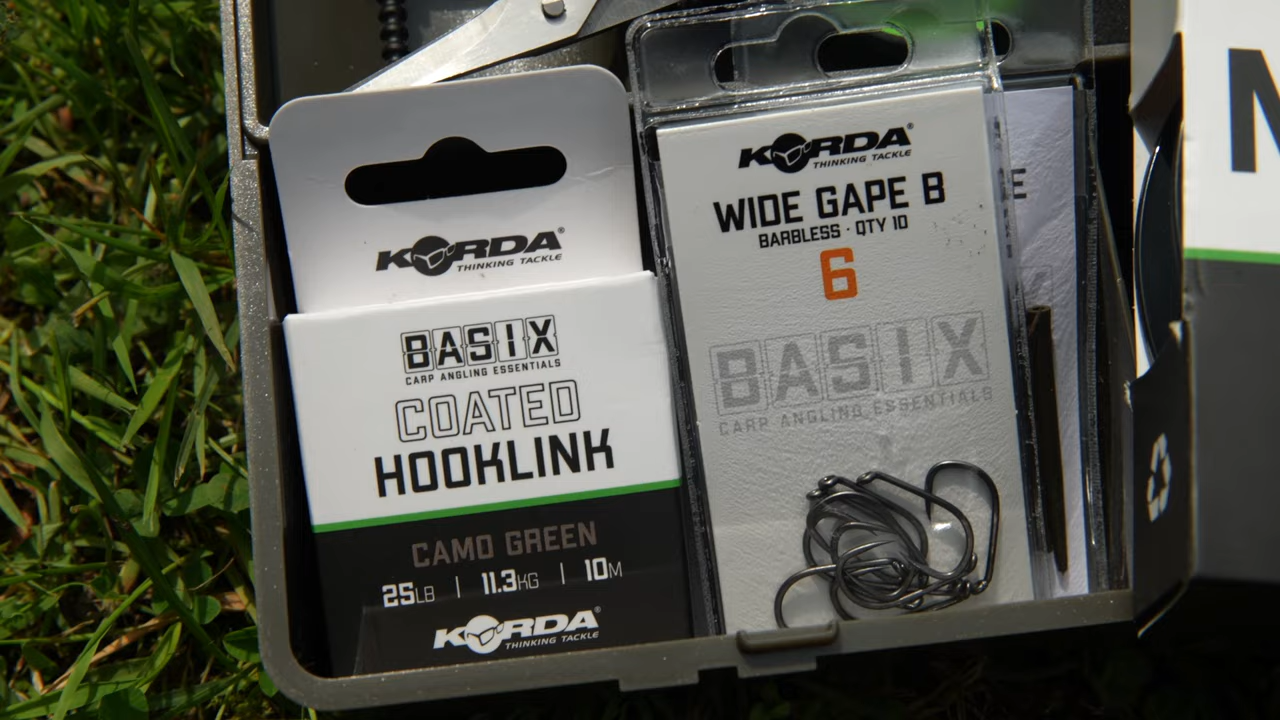 KORDA®
THINKING TACKLE
BASIX
CARP ANGLING ESSENTIALS
COATED
HOOKLINK
CAMO GREEN
25LB | 11.3KG | 10M
KORDA®
THINKING TACKLE
KORDA®
THINKING TACKLE
WIDE GAPE B
BARBLESS · QTY 10
6
BASIX
CARP ANGLING ESSENTIALS
E
N